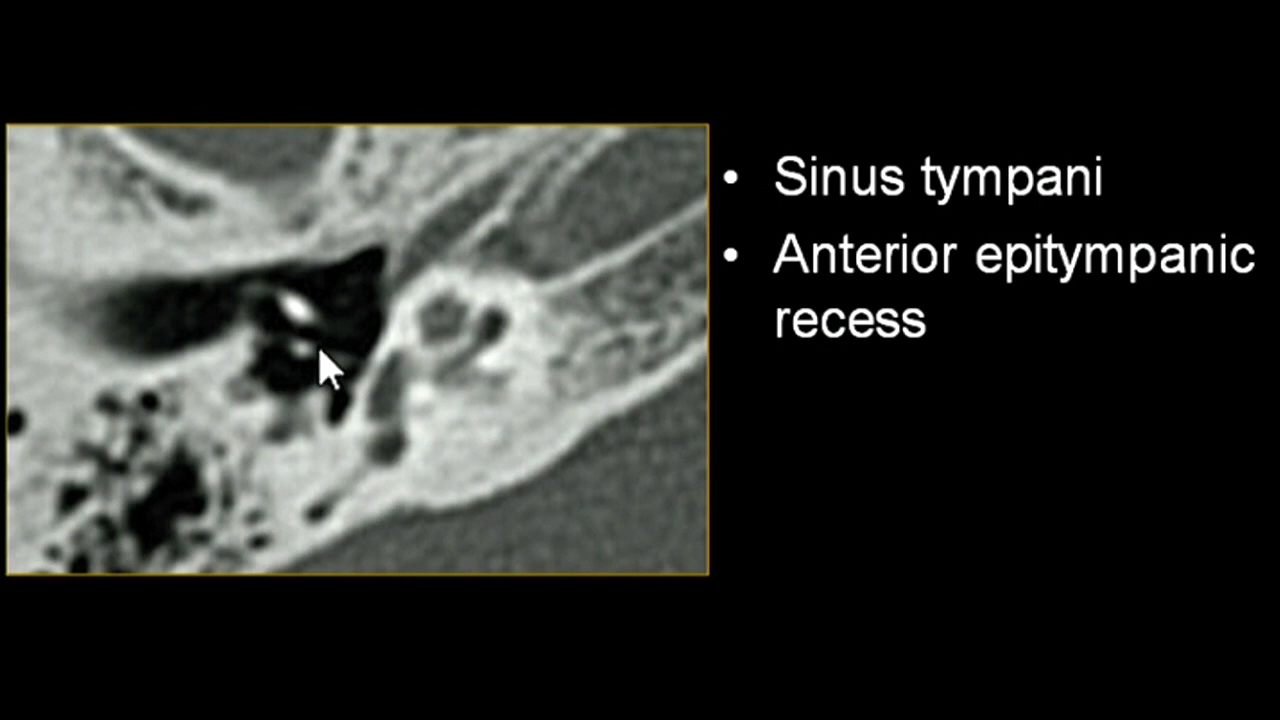 • Sinus tympani
• Anterior epitympanic
recess